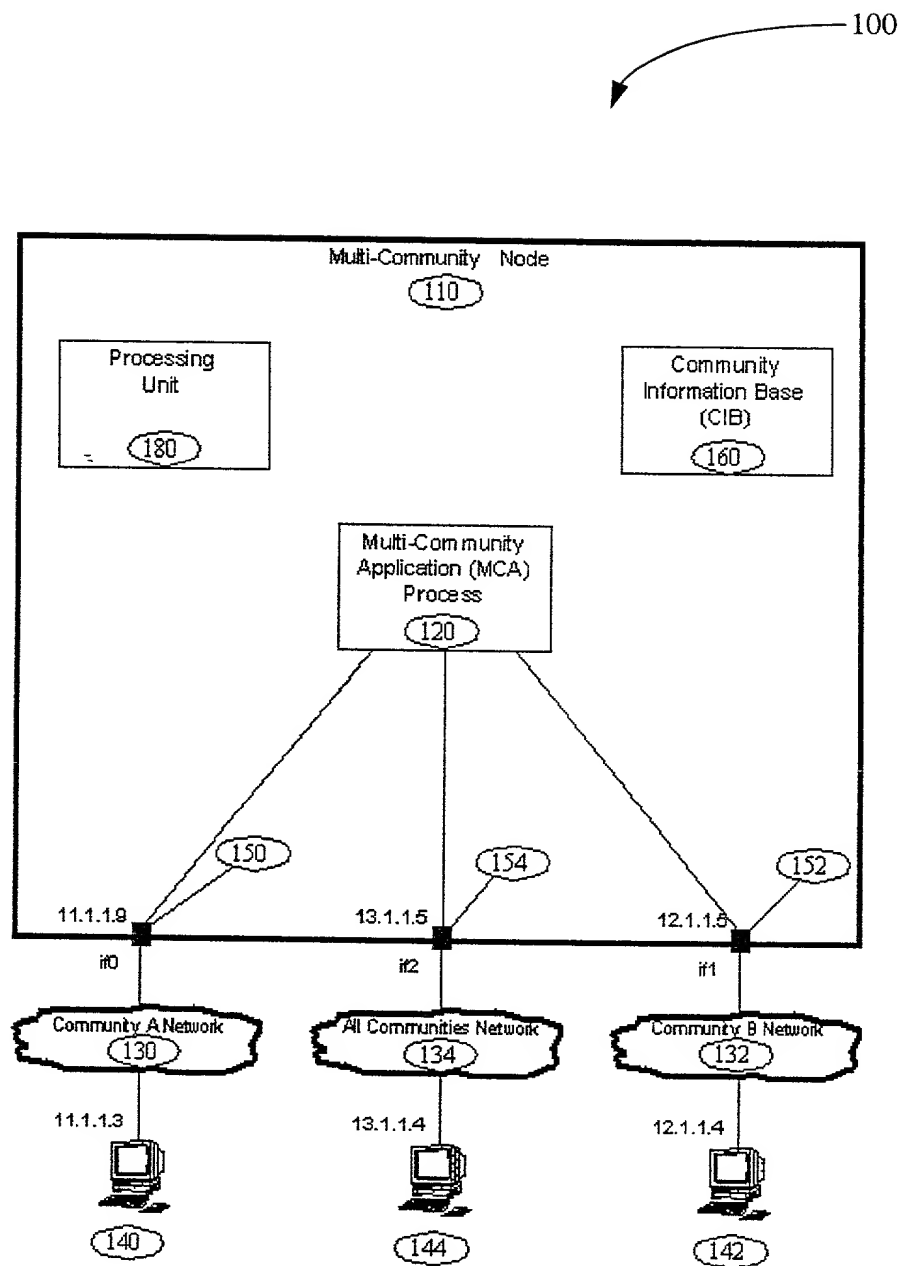 100
Multi-Community Node
110
Processing
Unit
180
Community
Information Base
(CIB)
160
Multi-Community
Application (MCA)
Process
120
150
154
152
11.1.1.9
13.1.1.5
12.1.1.5
if0
if2
if1
Community A Network
130
All Communities Network
134
Community B Network
132
11.1.1.3
13.1.1.4
12.1.1.4
140
144
142